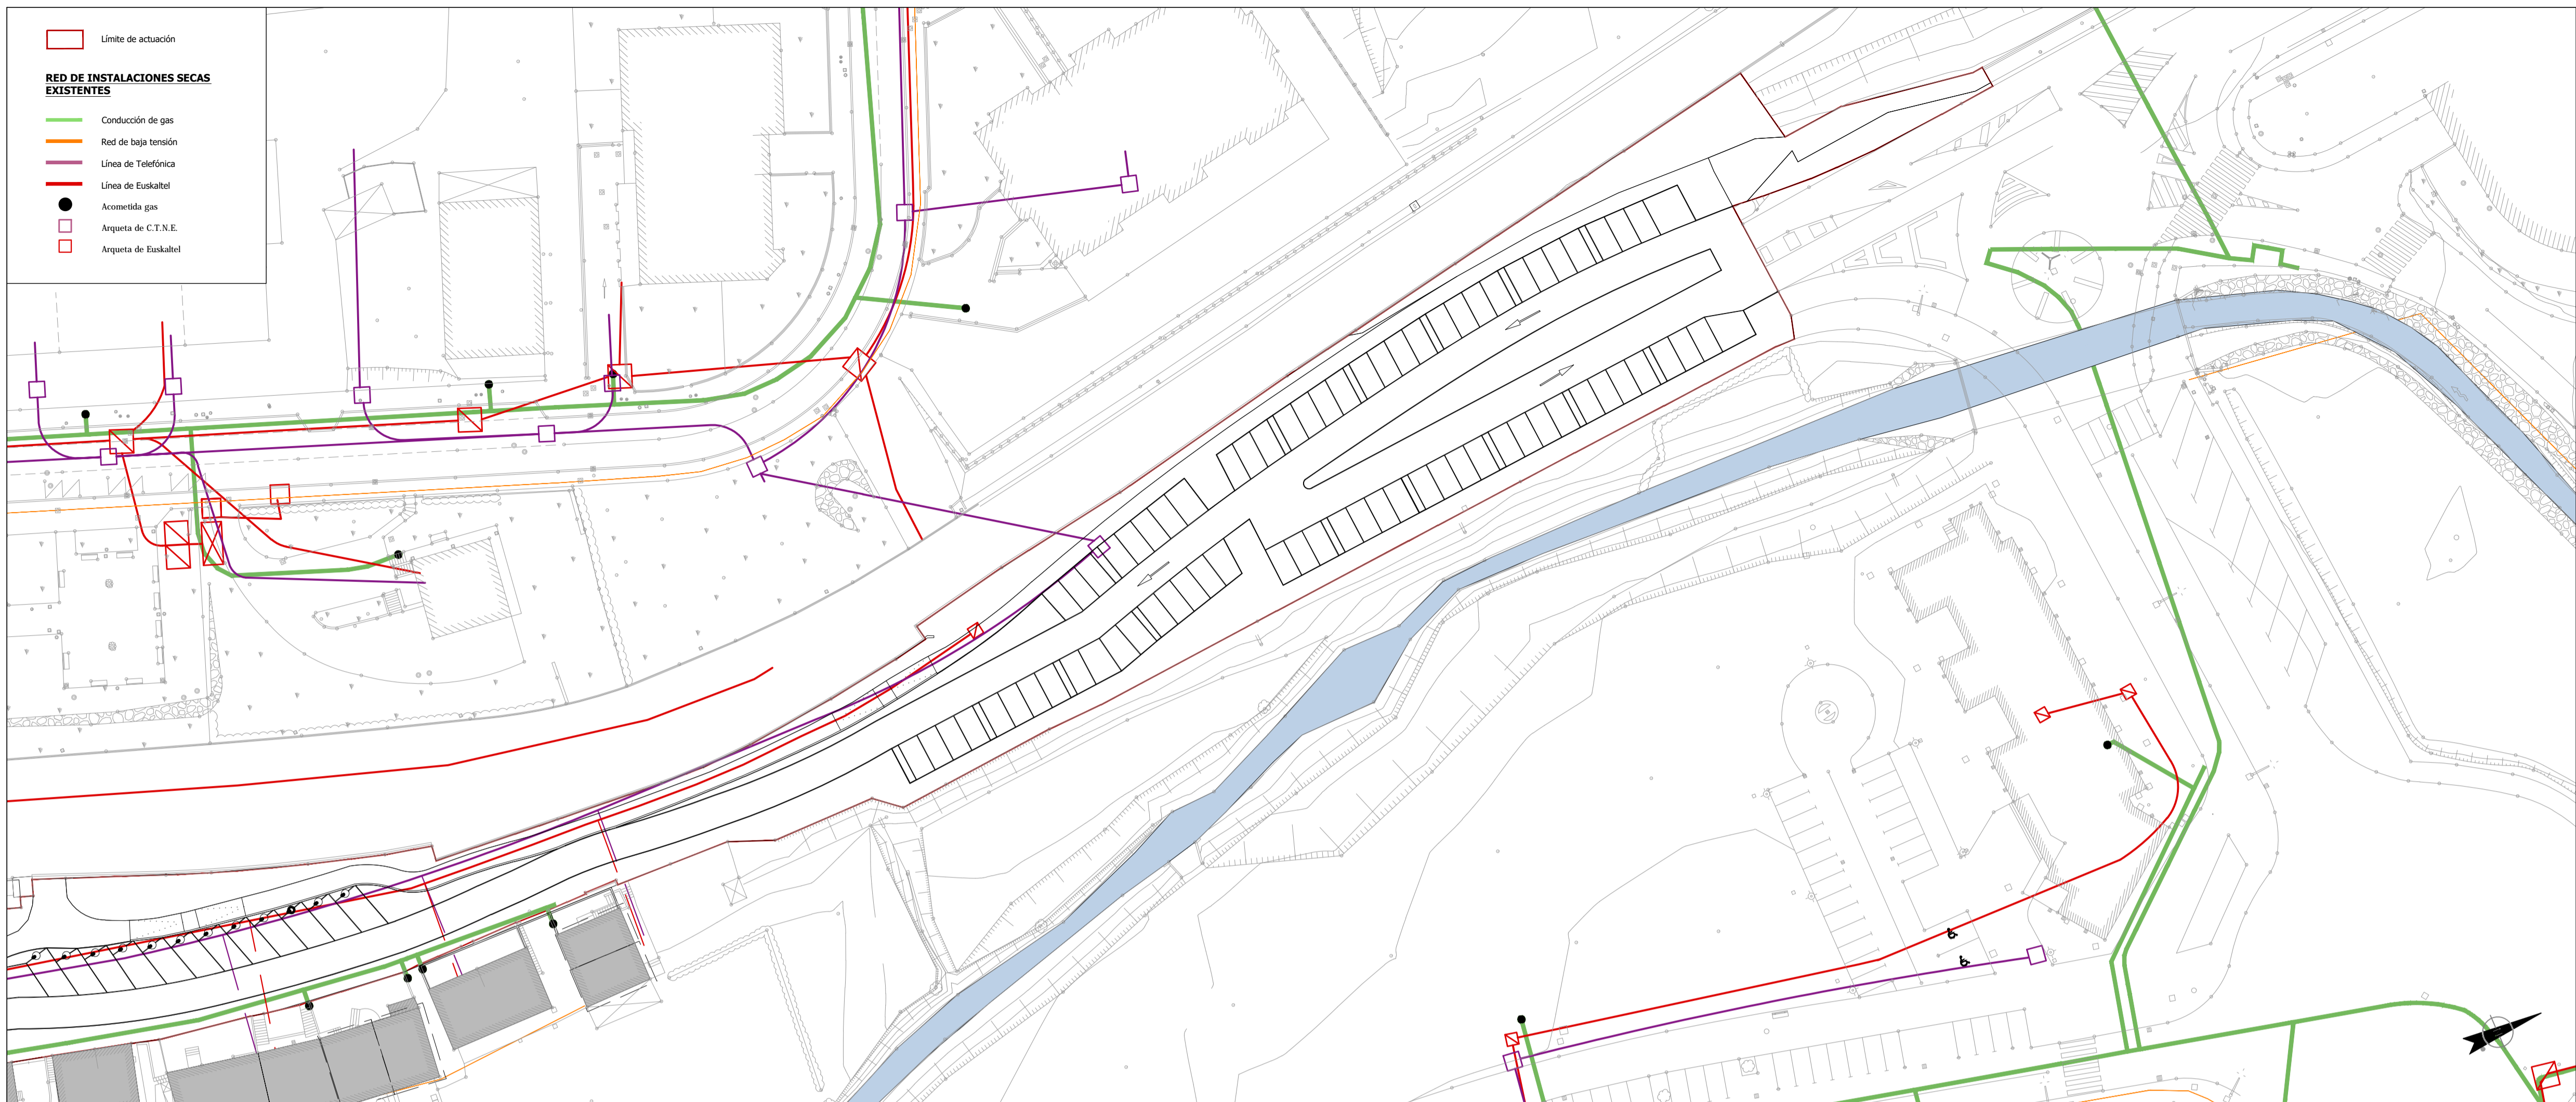 Límite de actuación
RED DE INSTALACIONES SECAS
EXISTENTES
Conducción de gas
Red de baja tensión
Línea de Telefónica
Línea de Euskaltel
Acometida gas
Arqueta de C.T.N.E.
Arqueta de Euskaltel